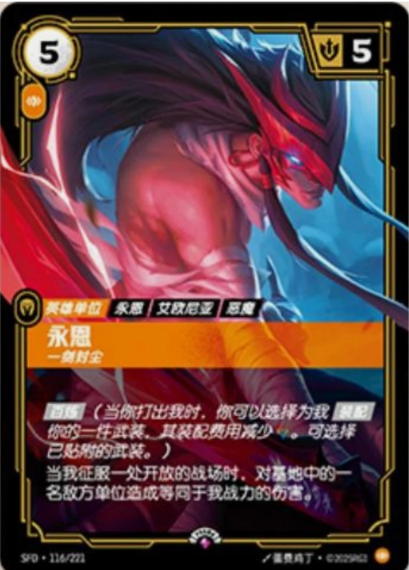 5
5
英雄单位 永恩 艾欧尼亚 恶魔
永恩
一剑封尘
百炼（当你打出我时，你可以选择为我 装配
你的一件武装，其装配费用减少 。可选择
已贴附的武装。）
当我征服一处开放的战场时，对基地中的一
名敌方单位造成等同于我战力的伤害。
SFD • 116/221
蛋费鸡丁 • ©2025RGI